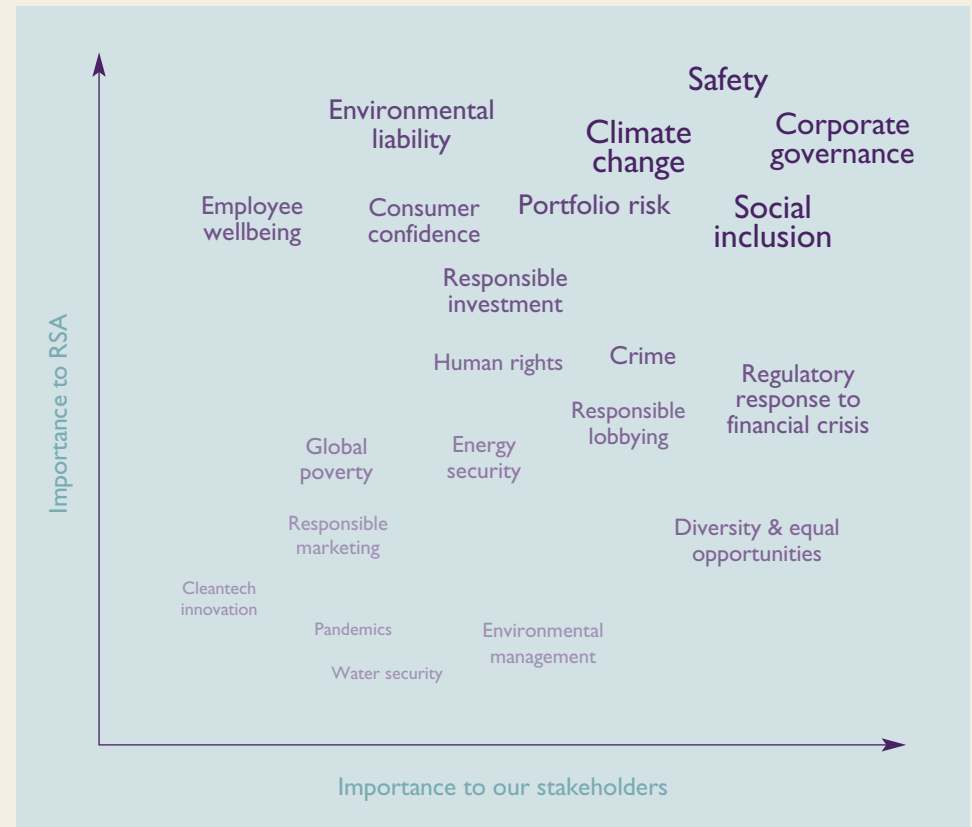 Safety
Environmental
liability
Climate
change
Corporate
governance
Employee
wellbeing
Consumer
confidence
Portfolio risk
Social
inclusion
Responsible
investment
Human rights
Crime
Regulatory
response to
financial crisis
Responsible
lobbying
Global
poverty
Energy
security
Responsible
marketing
Diversity & equal
opportunities
Cleantech
innovation
Pandemics
Environmental
management
Water security
Importance to RSA
Importance to our stakeholders